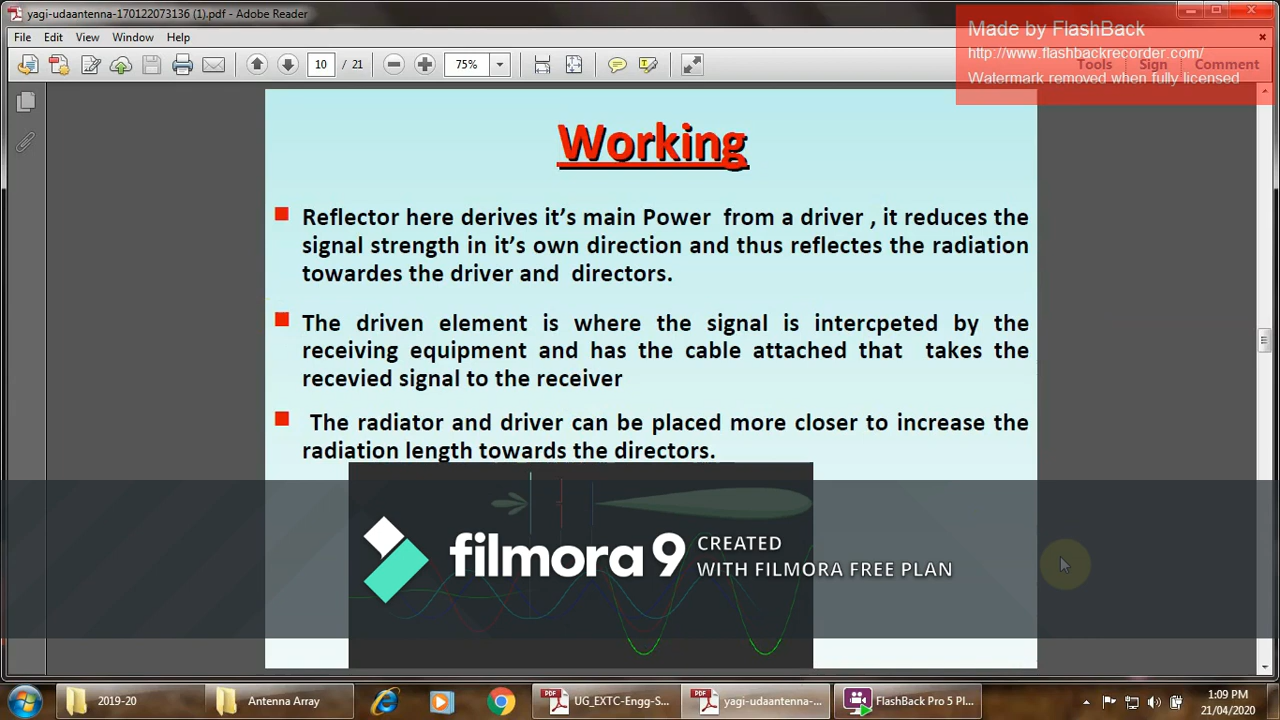 yagi-udaantenna-170122073136 (1).pdf - Adobe Reader
Made by FlashBack
File Edit View Window Help
http://www.flashbackrecorder.com/
10 / 21 75% Tools Sign Comment
Watermark removed when fully licensed
Working
Reflector here derives it's main Power from a driver , it reduces the
signal strength in it's own direction and thus reflectes the radiation
towardes the driver and directors.
The driven element is where the signal is intercpeted by the
receiving equipment and has the cable attached that takes the
recevied signal to the receiver
The radiator and driver can be placed more closer to increase the
radiation length towards the directors.
filmora 9 CREATED
WITH FILMORA FREE PLAN
2019-20 Antenna Array UG_EXTC-Engg-S... yagi-udaantenna-... FlashBack Pro 5 Pl... 1:09 PM
21/04/2020